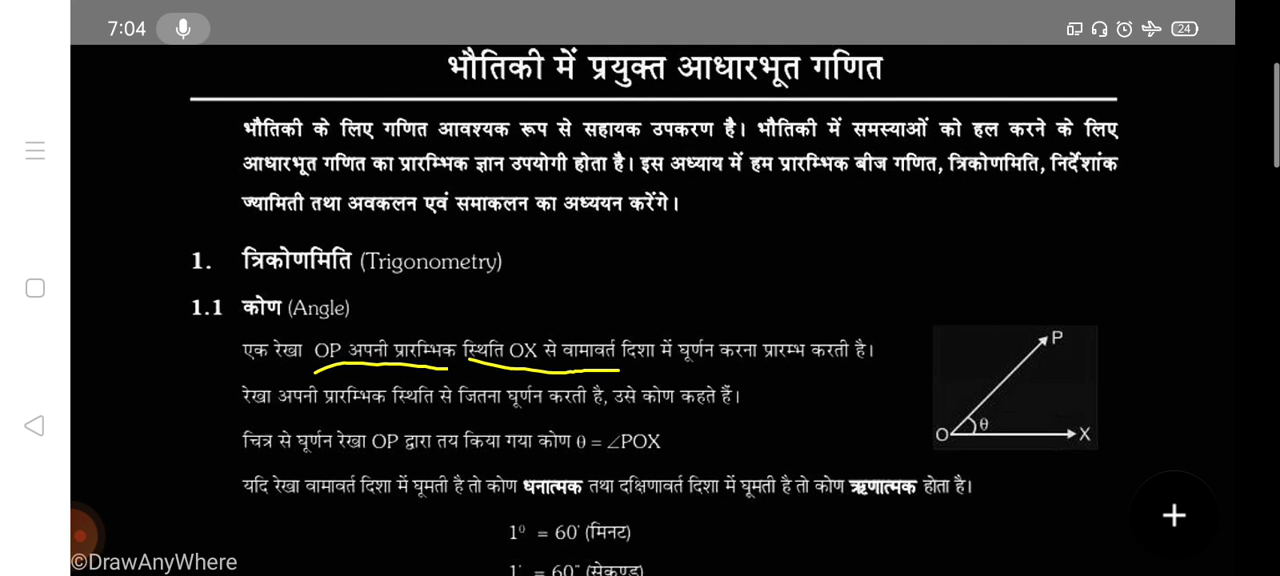 7:04
24
भौतिकी में प्रयुक्त आधारभूत गणित
भौतिकी के लिए गणित आवश्यक रूप से सहायक उपकरण है। भौतिकी में समस्याओं को हल करने के लिए
आधारभूत गणित का प्रारम्भिक ज्ञान उपयोगी होता है। इस अध्याय में हम प्रारम्भिक बीज गणित, त्रिकोणमिति, निर्देशांक
ज्यामिती तथा अवकलन एवं समाकलन का अध्ययन करेंगे।
1. त्रिकोणमिति (Trigonometry)
1.1 कोण (Angle)
एक रेखा OP अपनी प्रारम्भिक स्थिति OX से वामावर्त दिशा में घूर्णन करना प्रारम्भ करती है।
रेखा अपनी प्रारम्भिक स्थिति से जितना घूर्णन करती है, उसे कोण कहते हैं।
चित्र से घूर्णन रेखा OP द्वारा तय किया गया कोण θ = ∠POX
यदि रेखा वामावर्त दिशा में घूमती है तो कोण धनात्मक तथा दक्षिणावर्त दिशा में घूमती है तो कोण ऋणात्मक होता है।
P
θ
O X
1⁰ = 60' (मिनट)
1' = 60" (सेकण्ड)
+
©DrawAnyWhere